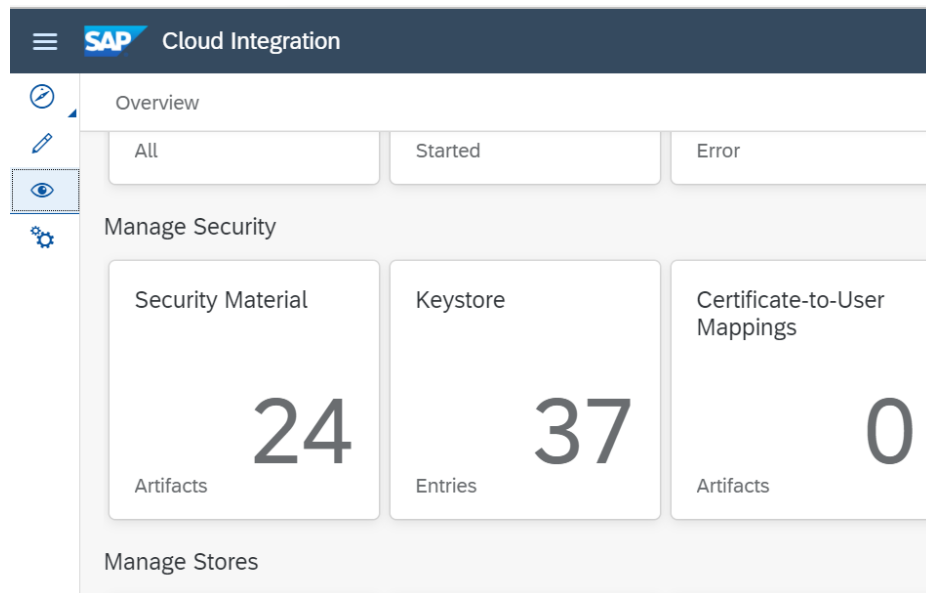 SAP Cloud Integration
Overview
All
Started
Error
Manage Security
Security Material
Keystore
Certificate-to-User
Mappings
24
37
0
Artifacts
Entries
Artifacts
Manage Stores